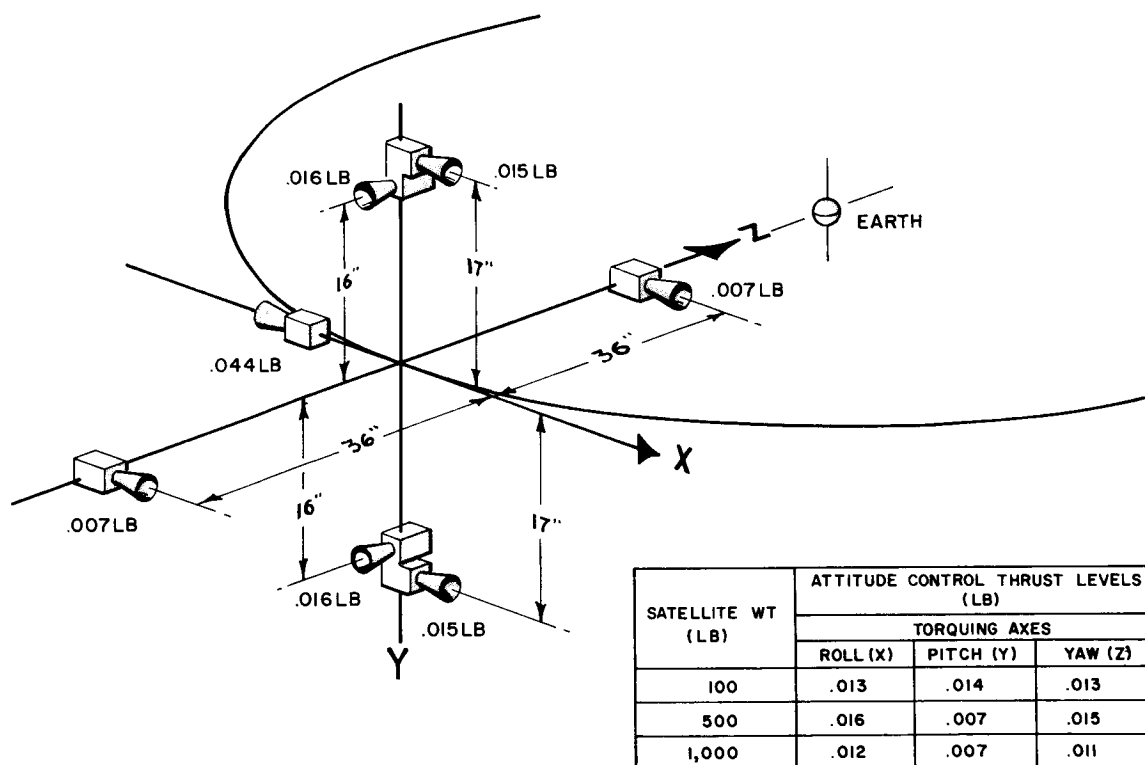 .016 LB
.015 LB
16"
17"
Z
EARTH
.007 LB
36"
.044 LB
36"
X
.007 LB
16"
17"
.016 LB
.015 LB
Y
SATELLITE WT
(LB)
ATTITUDE CONTROL THRUST LEVELS
(LB)
TORQUING AXES
ROLL (X) PITCH (Y) YAW (Z)
100 .013 .014 .013
500 .016 .007 .015
1,000 .012 .007 .011